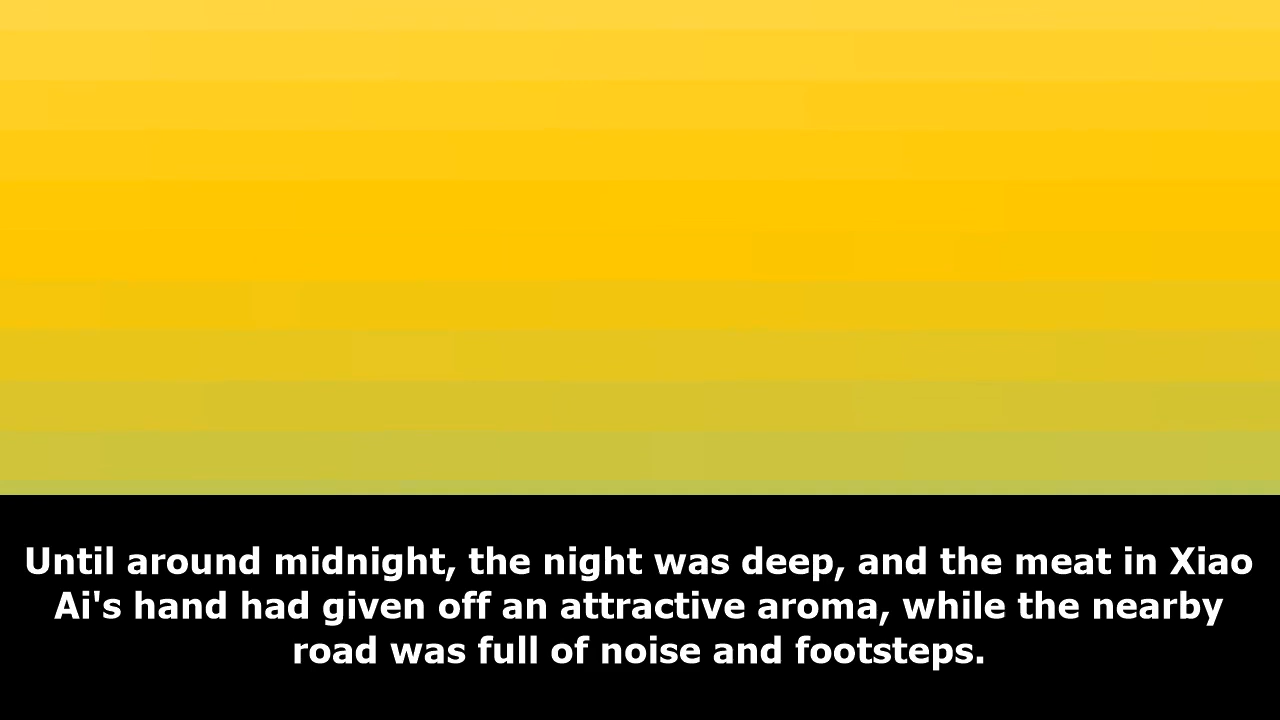 Until around midnight, the night was deep, and the meat in Xiao
Ai's hand had given off an attractive aroma, while the nearby
road was full of noise and footsteps.